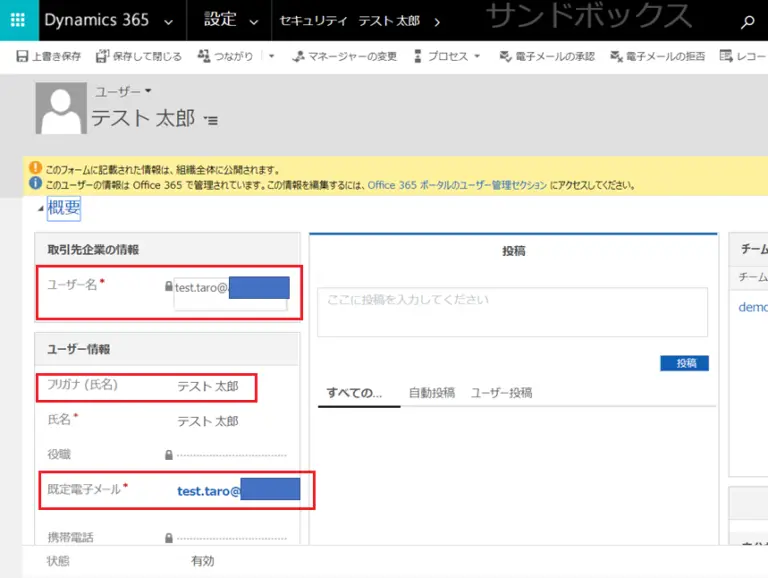 Dynamics 365 設定 セキュリティ テスト 太郎 サンドボックス
上書き保存 保存して閉じる つながり マネージャーの変更 プロセス 電子メールの承認 電子メールの拒否 レコー
ユーザー
テスト 太郎
このフォームに記載された情報は、組織全体に公開されます。
このユーザーの情報は Office 365 で管理されています。この情報を編集するには、Office 365 ポータルのユーザー管理セクション にアクセスしてください。
概要
取引先企業の情報
ユーザー名* test.taro@
ユーザー情報
フリガナ (氏名) テスト 太郎
氏名* テスト 太郎
役職
既定電子メール* test.taro@
携帯電話
状態 有効
投稿
ここに投稿を入力してください
投稿
すべての... 自動投稿 ユーザー投稿
チーム
チーム
demo